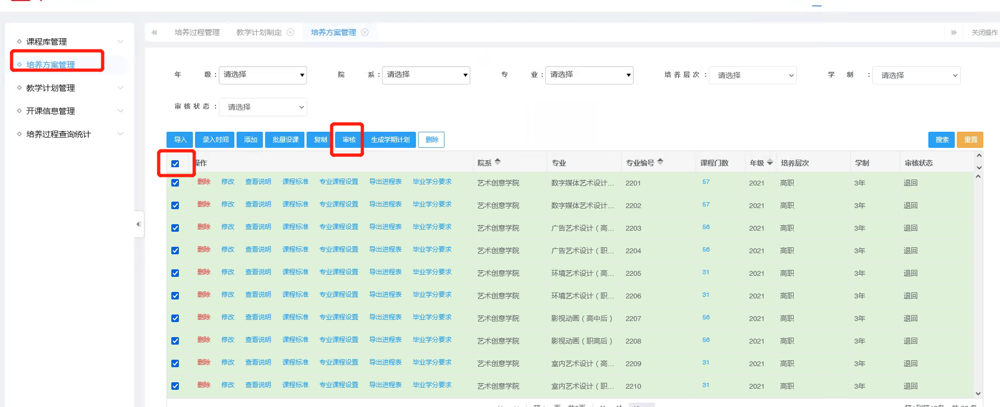 课程库管理
培养方案管理
教学计划管理
开课信息管理
培养过程查询统计
培养过程管理 教学计划制定 培养方案管理 关闭操作
年 级： 请选择 院 系： 请选择 专 业： 请选择 培养层次： 请选择 学 制 ： 请选择
审核状态： 请选择
导入 录入时间 添加 批量设课 复制 审核 生成学期计划 删除 搜索 重置
操作 院系 专业 专业编号 课程门数 年级 培养层次 学制 审核状态
删除 修改 查看说明 课程标准 专业课程设置 导出进程表 毕业学分要求 艺术创意学院 数字媒体艺术设计... 2201 57 2021 高职 3年 退回
删除 修改 查看说明 课程标准 专业课程设置 导出进程表 毕业学分要求 艺术创意学院 数字媒体艺术设计... 2202 57 2021 高职 3年 退回
删除 修改 查看说明 课程标准 专业课程设置 导出进程表 毕业学分要求 艺术创意学院 广告艺术设计（高... 2203 56 2021 高职 3年 退回
删除 修改 查看说明 课程标准 专业课程设置 导出进程表 毕业学分要求 艺术创意学院 广告艺术设计（职... 2204 56 2021 高职 3年 退回
删除 修改 查看说明 课程标准 专业课程设置 导出进程表 毕业学分要求 艺术创意学院 环境艺术设计（高... 2205 31 2021 高职 3年 退回
删除 修改 查看说明 课程标准 专业课程设置 导出进程表 毕业学分要求 艺术创意学院 环境艺术设计（职... 2206 31 2021 高职 3年 退回
删除 修改 查看说明 课程标准 专业课程设置 导出进程表 毕业学分要求 艺术创意学院 影视动画（高中后） 2207 56 2021 高职 3年 退回
删除 修改 查看说明 课程标准 专业课程设置 导出进程表 毕业学分要求 艺术创意学院 影视动画（职高后） 2208 56 2021 高职 3年 退回
删除 修改 查看说明 课程标准 专业课程设置 导出进程表 毕业学分要求 艺术创意学院 室内艺术设计（高... 2209 31 2021 高职 3年 退回
删除 修改 查看说明 课程标准 专业课程设置 导出进程表 毕业学分要求 艺术创意学院 室内艺术设计（职... 2210 31 2021 高职 3年 退回